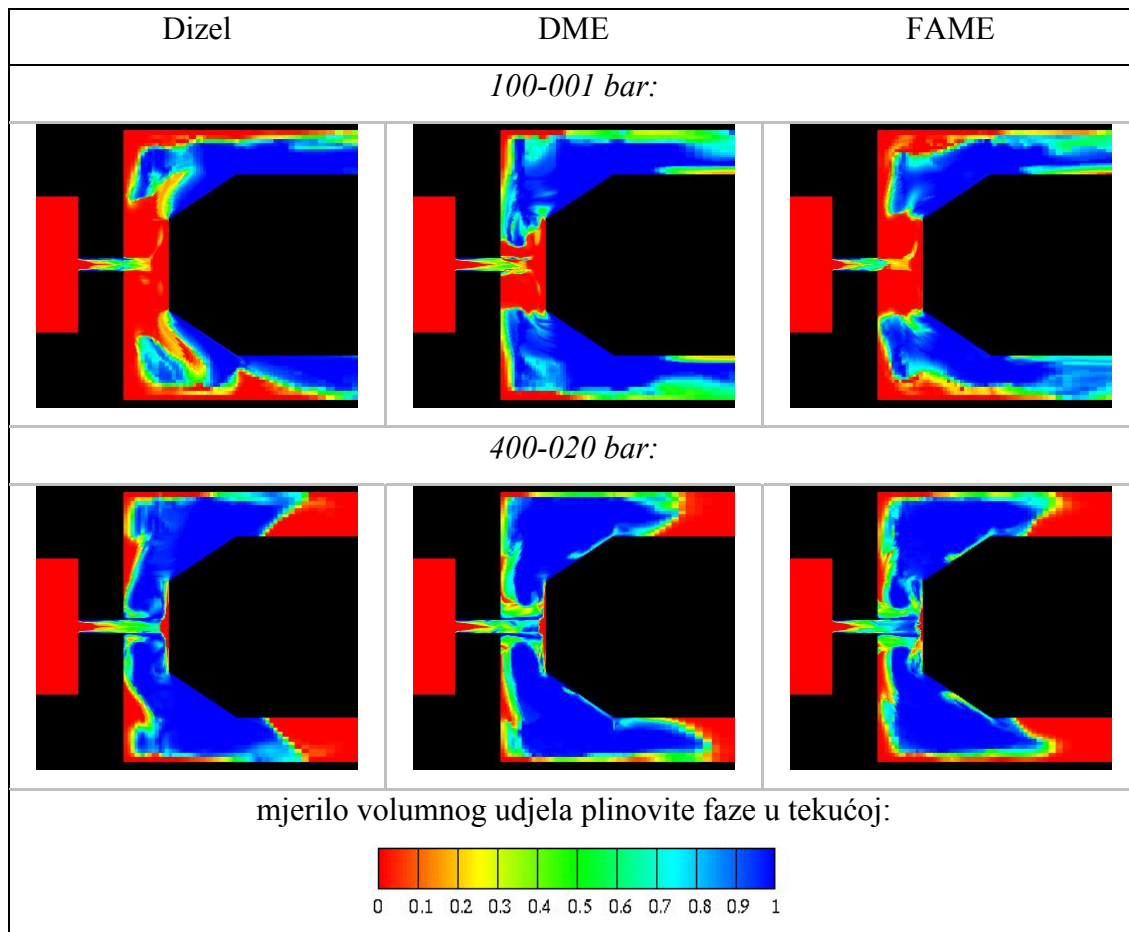 Dizel DME FAME
100-001 bar:
400-020 bar:
mjerilo volumnog udjela plinovite faze u tekućoj:
0 0.1 0.2 0.3 0.4 0.5 0.6 0.7 0.8 0.9 1